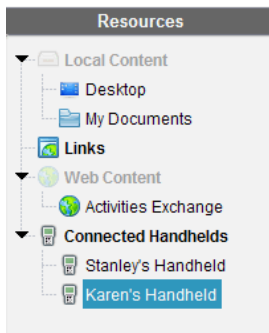 Resources
Local Content
Desktop
My Documents
Links
Web Content
Activities Exchange
Connected Handhelds
Stanley's Handheld
Karen's Handheld